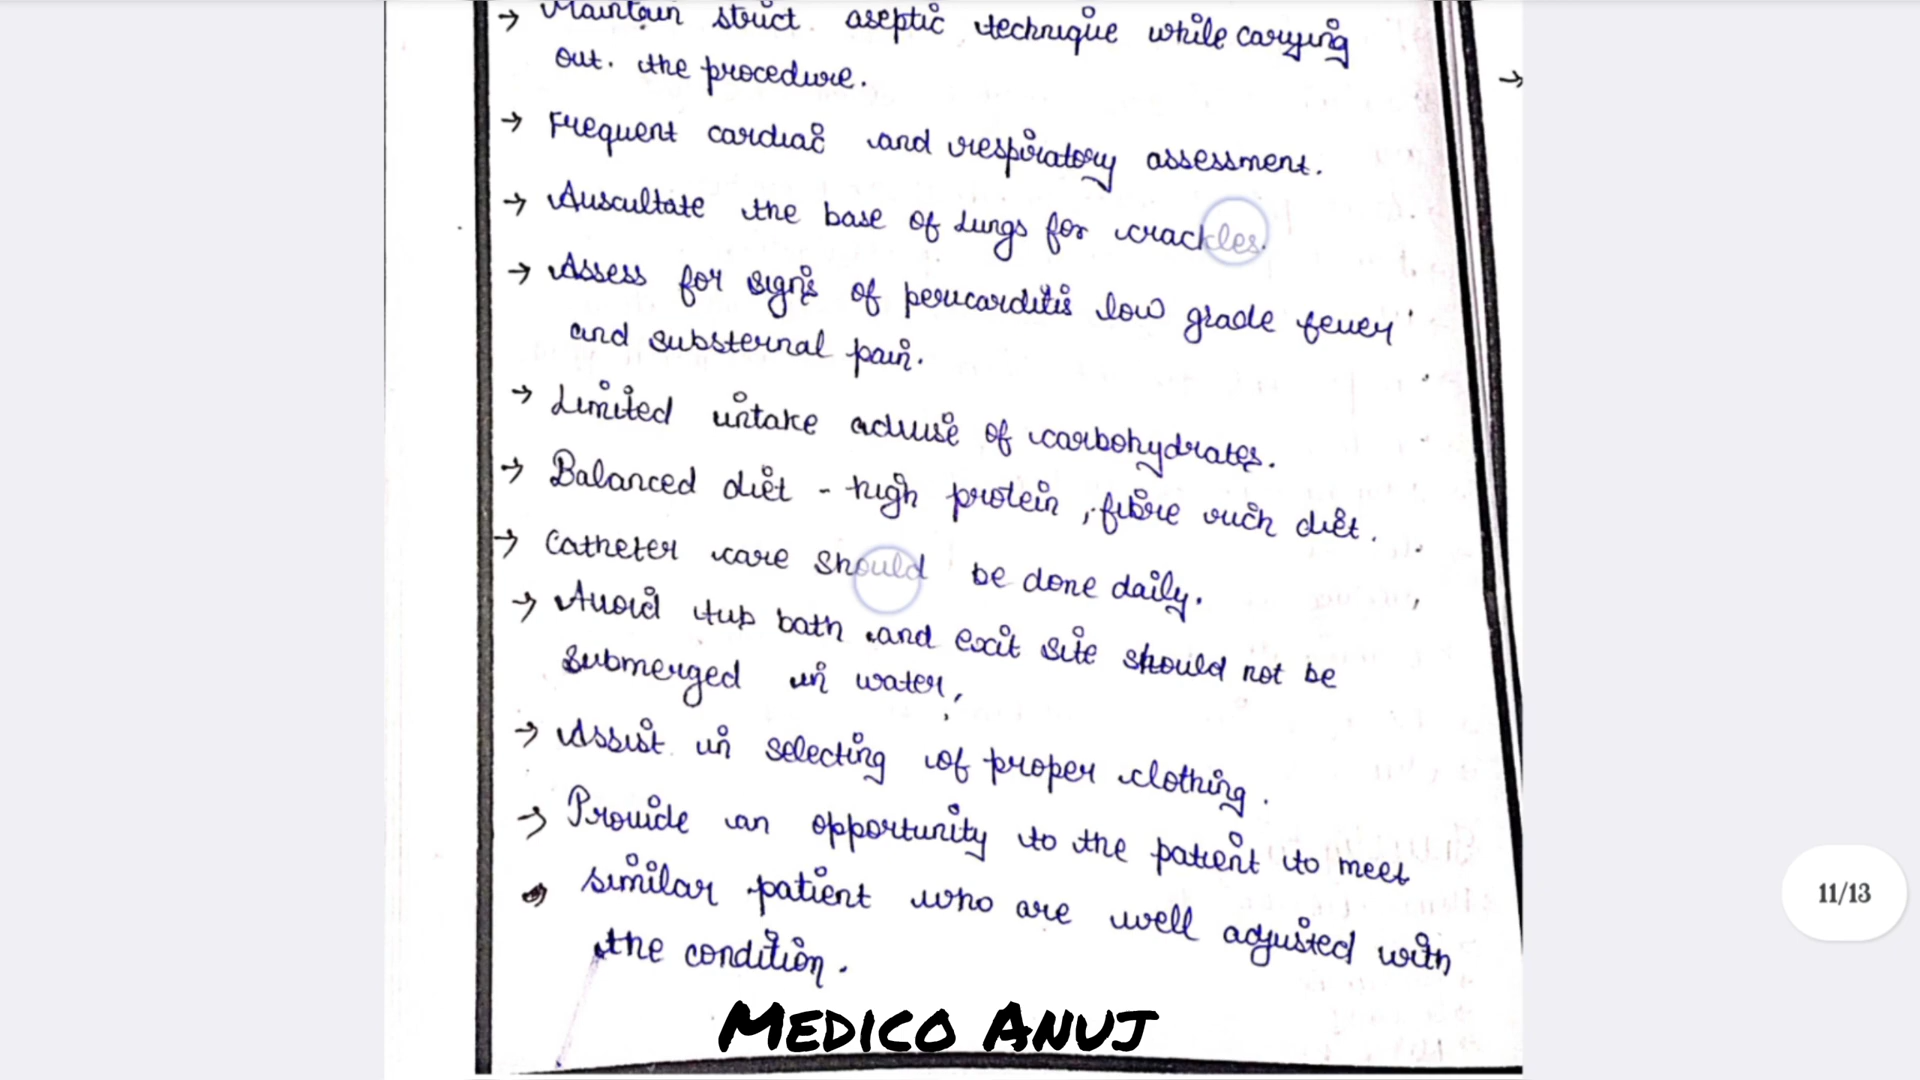 → Maintain strict aseptic technique while carrying
out. the procedure.
→ Frequent cardiac and respiratory assessment.
→ Auscultate the base of lungs for crackles.
→ Assess for signs of pericarditis low grade fever
and substernal pain.
→ Limited intake advise of carbohydrates.
→ Balanced diet - high protein, fibre rich diet.
→ Catheter care should be done daily.
→ Avoid tub bath and exit site should not be
submerged in water,
→ Assist in selecting of proper clothing.
→ Provide an opportunity to the patient to meet
similar patient who are well adjusted with
the condition.
MEDICO ANUJ
→
11/13